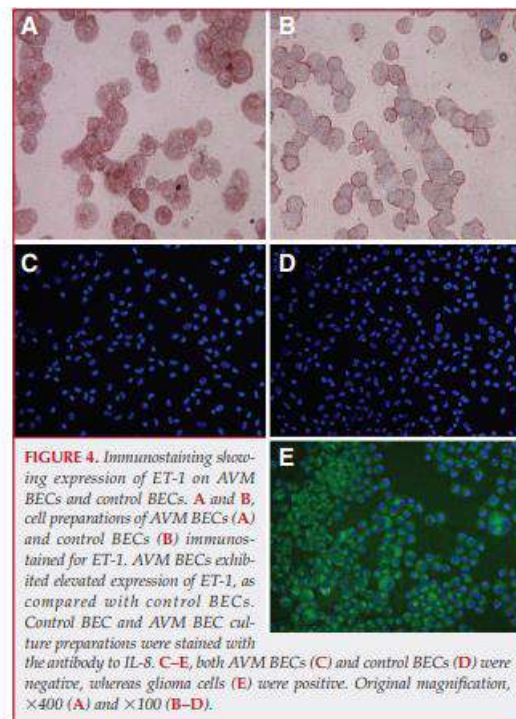 A
B
C
D
E
FIGURE 4. Immunostaining show-
ing expression of ET-1 on AVM
BECs and control BECs. A and B,
cell preparations of AVM BECs (A)
and control BECs (B) immunos-
tained for ET-1. AVM BECs exhib-
ited elevated expression of ET-1, as
compared with control BECs.
Control BEC and AVM BEC cul-
ture preparations were stained with
the antibody to IL-8. C–E, both AVM BECs (C) and control BECs (D) were
negative, whereas glioma cells (E) were positive. Original magnification,
×400 (A) and ×100 (B–D).